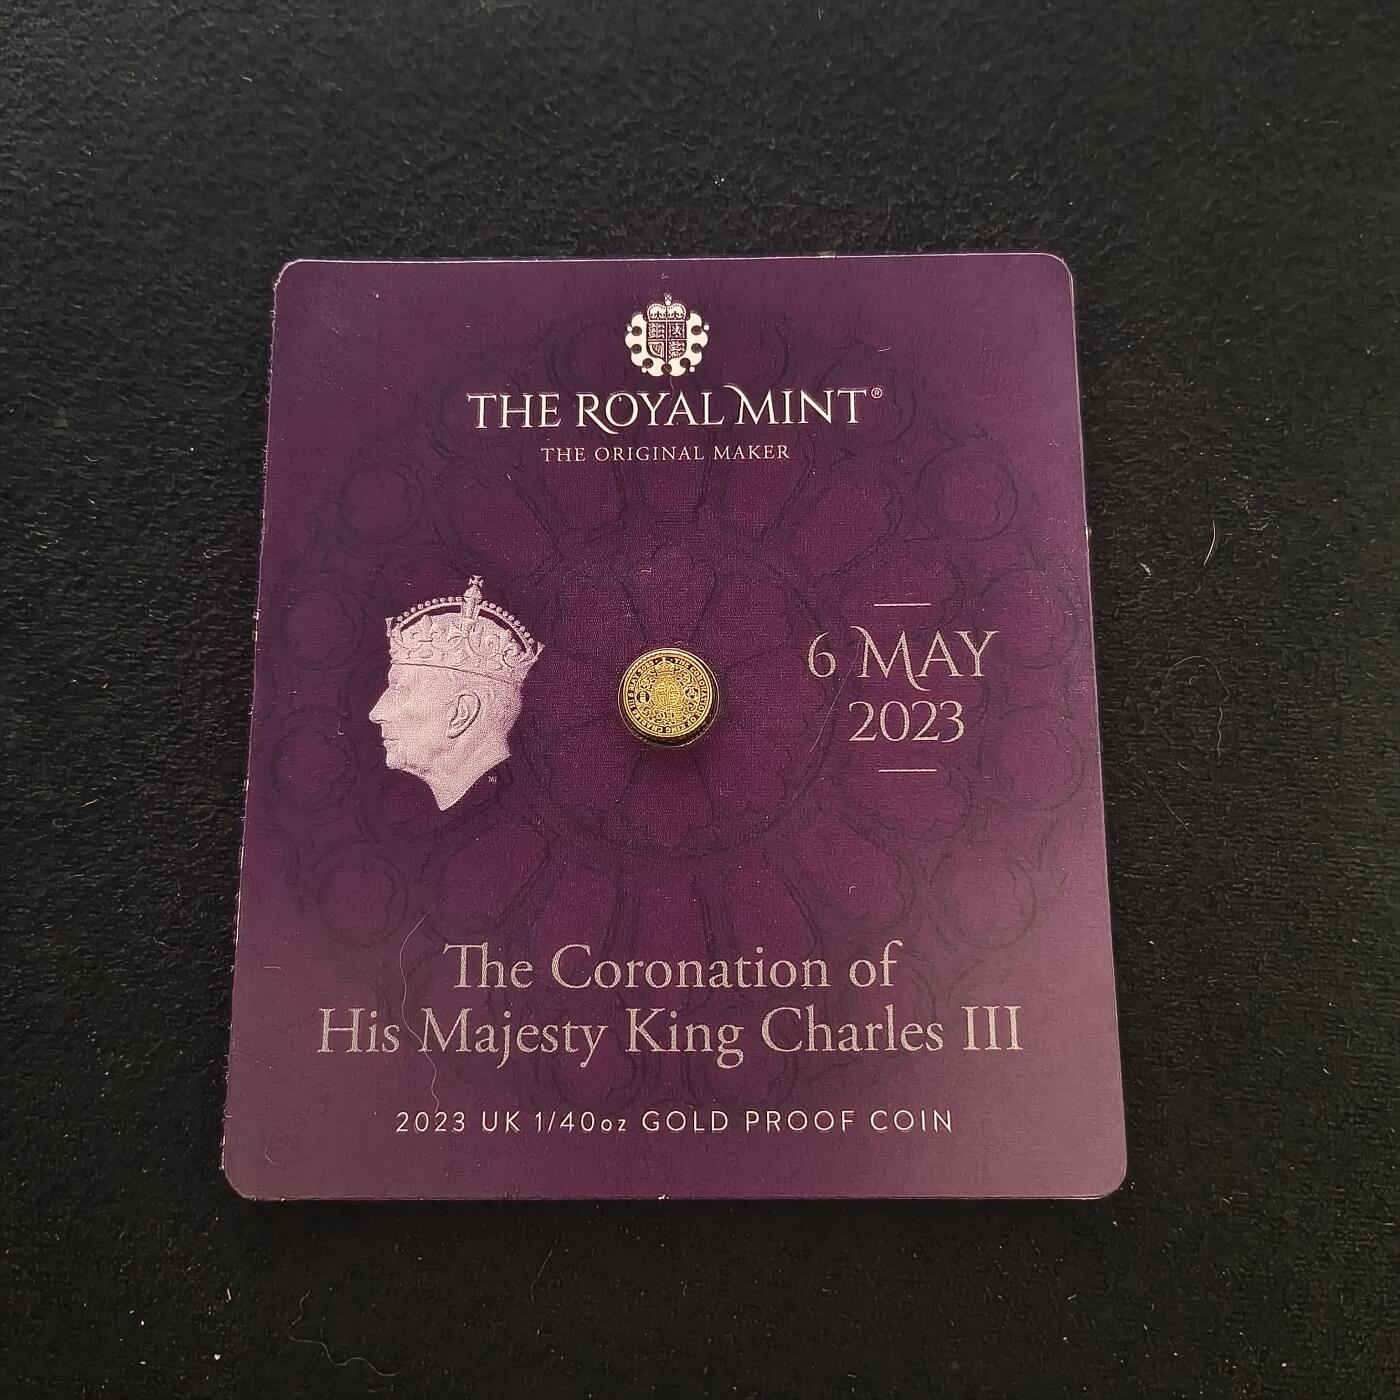 THE ROYAL MINT®
THE ORIGINAL MAKER
6 MAY
2023
The Coronation of
His Majesty King Charles III
2023 UK 1/40oz GOLD PROOF COIN